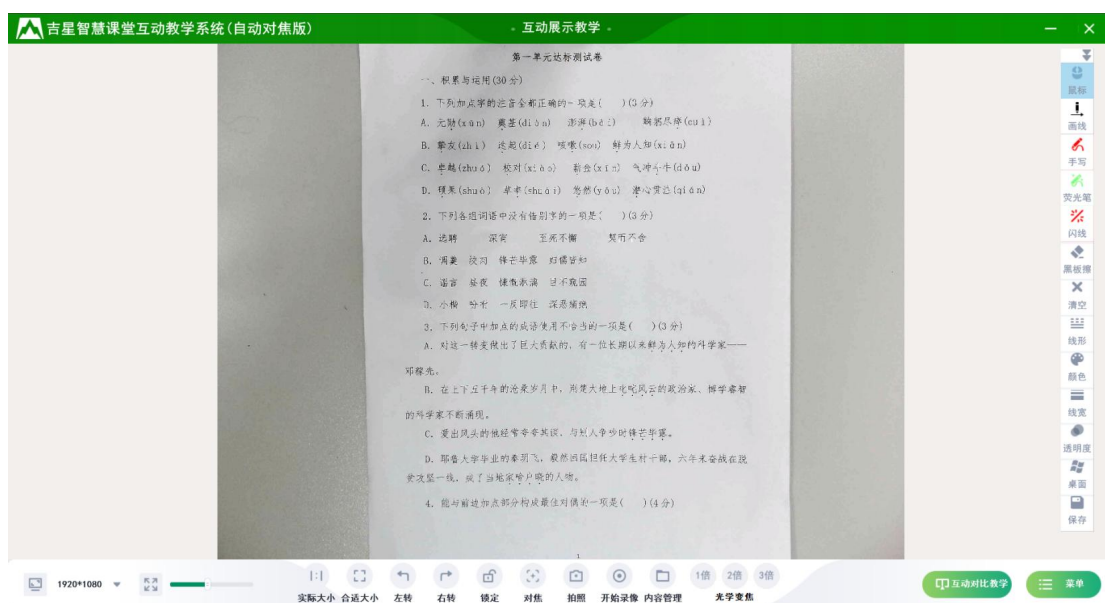 吉星智慧课堂互动教学系统(自动对焦版)
- 互动展示教学 -
第一单元达标测试卷
一、积累与运用(30分)
1. 下列加点字的注音全都正确的一项是( )(3分)
A. 元勋(xūn) 奠基(diàn) 澎湃(bài) 鞠躬尽瘁(cuì)
B. 挚友(zhì) 迭起(dié) 咳嗽(sou) 鲜为人知(xiǎn)
C. 卓越(zhuó) 校对(xiào) 薪金(xīn) 气冲斗牛(dǒu)
D. 硕果(shuò) 悠然(yōu) 潜心贯注(qián)
2. 下列各组词语中没有错别字的一项是( )(3分)
A. 选聘 深宵 至死不懈 锲而不舍
B. 调羹 校习 锋芒毕露 妇儒皆知
C. 谣言 昼夜 慷慨淋漓 目不窥园
D. 小楷 一反即往 深恶痛绝
3. 下列句子中加点的成语使用不恰当的一项是( )(3分)
A. 对这一转变做出了巨大贡献的,有一位长期以来鲜为人知的科学家——
邓稼先。
B. 在上下五千年的沧桑岁月中,荆楚大地上叱咤风云的政治家、博学睿智
的科学家不断涌现。
C. 爱出风头的他经常夸夸其谈,与别人争吵时锋芒毕露。
D. 耶鲁大学毕业的秦玥飞,毅然回国担任大学生村干部,六年来奋战在脱
贫攻坚一线,成了当地家喻户晓的人物。
4. 能与前边加点部分构成最佳对偶的一项是( )(4分)
1
鼠标
画线
手写
荧光笔
闪线
黑板擦
清空
线形
颜色
线宽
透明度
桌面
保存
1920*1080
实际大小 合适大小 左转 右转 锁定 对焦 拍照 开始录像 内容管理
1倍 2倍 3倍
光学变焦
互动对比教学
菜单